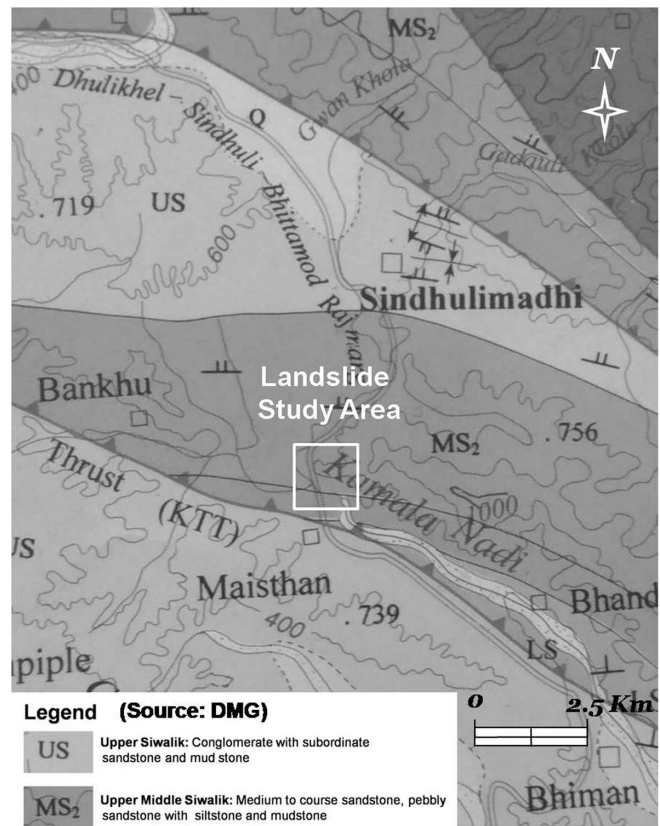 MS₂
N
400
Dhulikhel - Sindhuli - Bhittamod Rajmarg
Q
Gwan Khola
Gadauli Khola
. 719
US
600
Sindhulimadhi
Landslide
Study Area
Bankhu
MS₂
. 756
Kamala Nadi
1000
Thrust
(KTT)
US
Maisthan
. 739
400
Bhand
LS
LS
apiple
0
2.5 Km
Bhiman
Legend (Source: DMG)
US
Upper Siwalik: Conglomerate with subordinate
sandstone and mud stone
MS₂
Upper Middle Siwalik: Medium to course sandstone, pebbly
sandstone with siltstone and mudstone